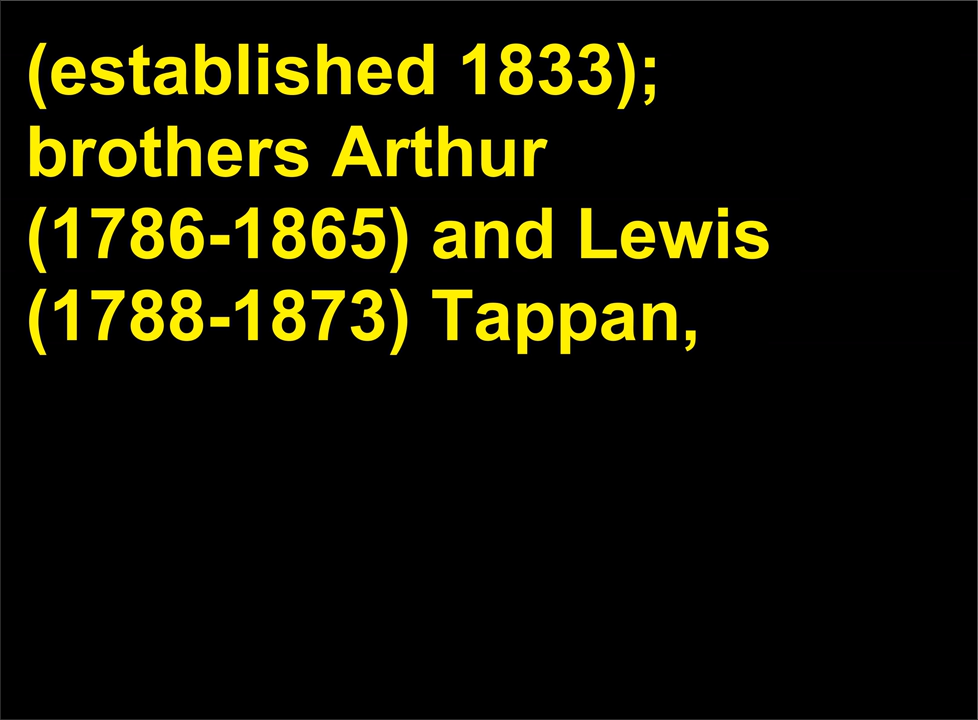 (established 1833);
brothers Arthur
(1786-1865) and Lewis
(1788-1873) Tappan,